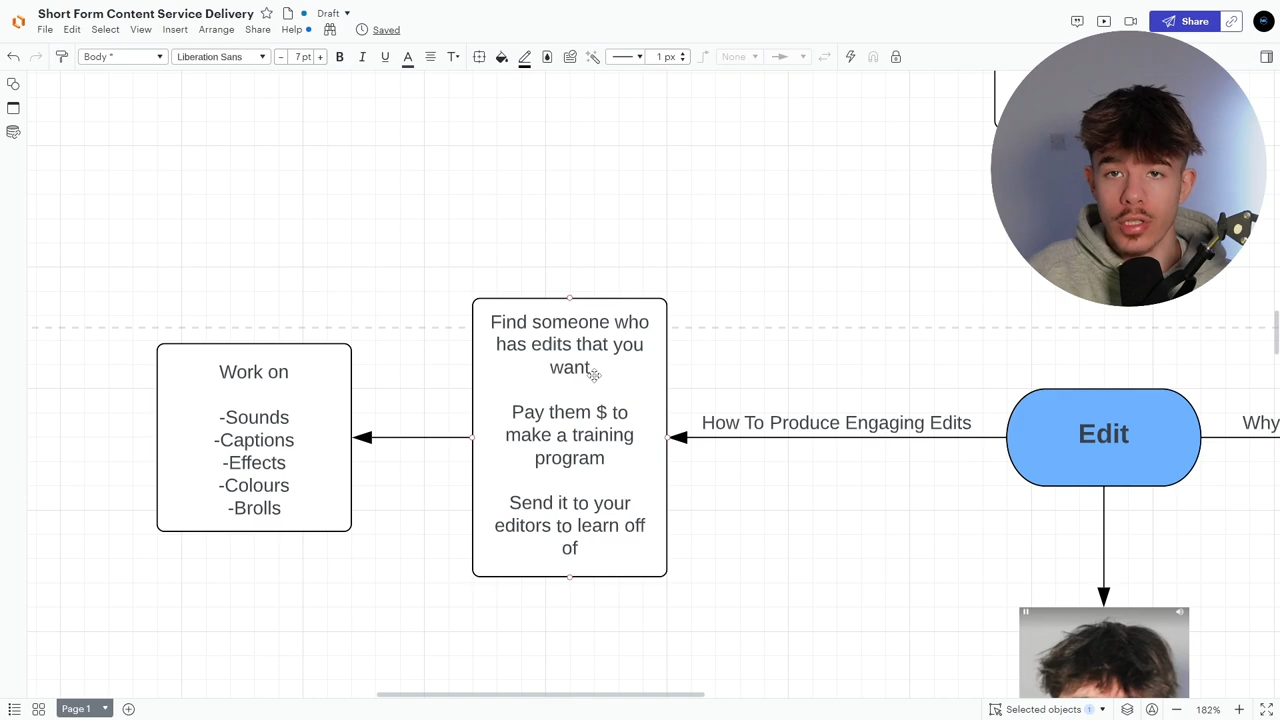 Short Form Content Service Delivery
Draft
File Edit Select View Insert Arrange Share Help
Saved
Share
Body *
Liberation Sans
7 pt
B I U A T
1 px
None
Find someone who
has edits that you
want
Pay them $ to
make a training
program
Send it to your
editors to learn off
of
Work on
-Sounds
-Captions
-Effects
-Colours
-Brolls
How To Produce Engaging Edits
Edit
Why
Page 1
Selected objects 1
182%